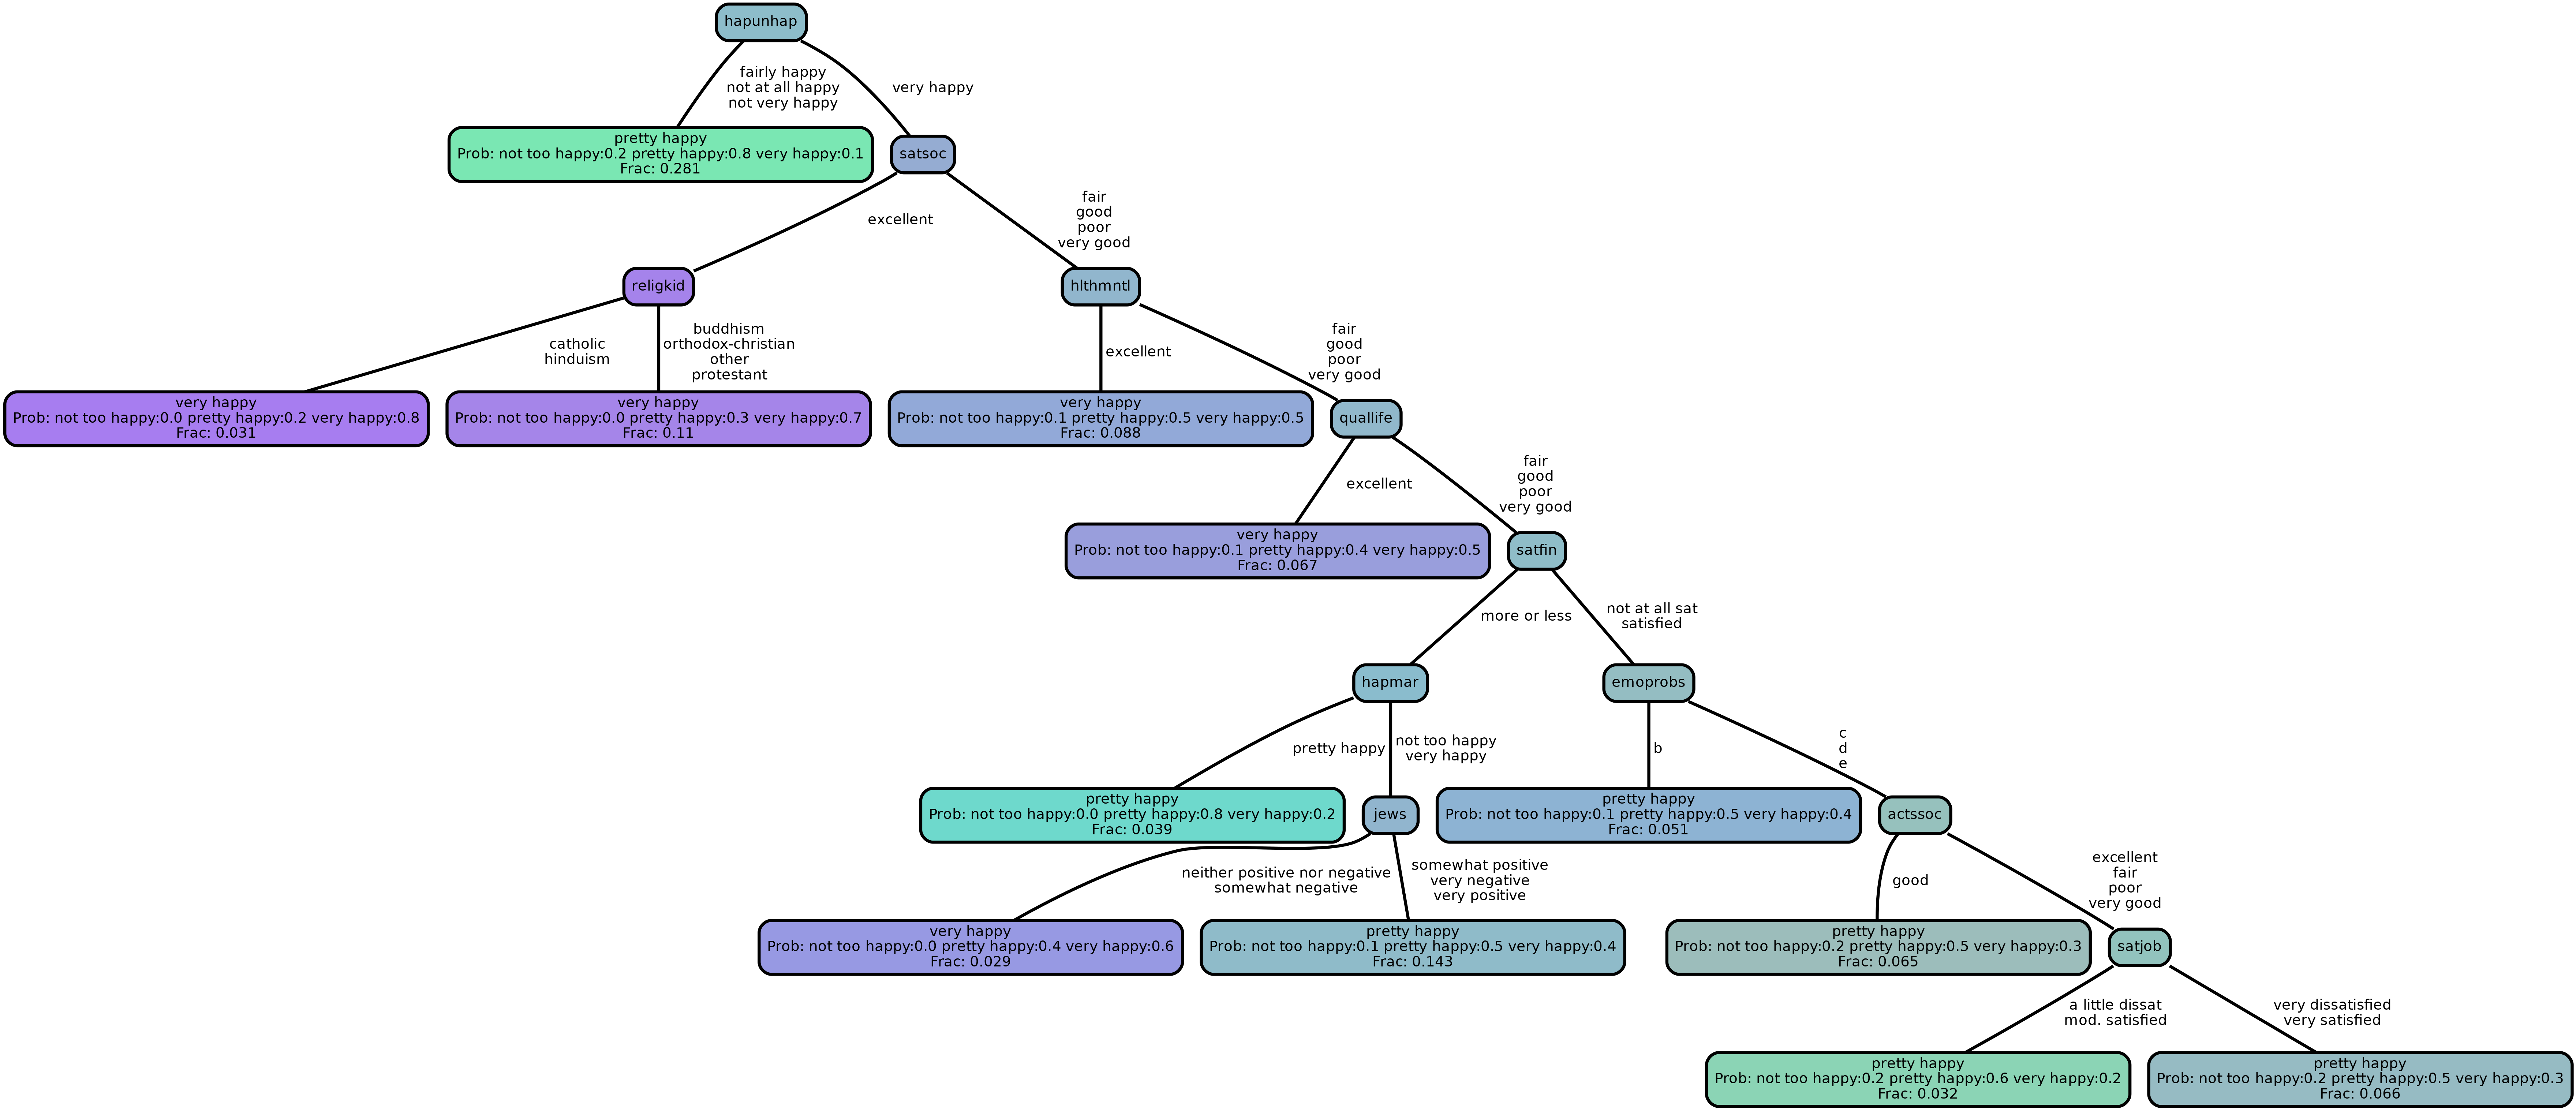 hapunhap
fairly happy
not at all happy
not very happy
very happy
pretty happy
Prob: not too happy:0.2 pretty happy:0.8 very happy:0.1
Frac: 0.281
satsoc
excellent
fair
good
poor
very good
religkid
hlthmntl
catholic
hinduism
buddhism
orthodox-christian
other
protestant
excellent
fair
good
poor
very good
very happy
Prob: not too happy:0.0 pretty happy:0.2 very happy:0.8
Frac: 0.031
very happy
Prob: not too happy:0.0 pretty happy:0.3 very happy:0.7
Frac: 0.11
very happy
Prob: not too happy:0.1 pretty happy:0.5 very happy:0.5
Frac: 0.088
quallife
excellent
fair
good
poor
very good
very happy
Prob: not too happy:0.1 pretty happy:0.4 very happy:0.5
Frac: 0.067
satfin
more or less
not at all sat
satisfied
hapmar
emoprobs
pretty happy
not too happy
very happy
b
c
d
e
pretty happy
Prob: not too happy:0.0 pretty happy:0.8 very happy:0.2
Frac: 0.039
jews
pretty happy
Prob: not too happy:0.1 pretty happy:0.5 very happy:0.4
Frac: 0.051
actssoc
neither positive nor negative
somewhat negative
somewhat positive
very negative
very positive
good
excellent
fair
poor
very good
very happy
Prob: not too happy:0.0 pretty happy:0.4 very happy:0.6
Frac: 0.029
pretty happy
Prob: not too happy:0.1 pretty happy:0.5 very happy:0.4
Frac: 0.143
pretty happy
Prob: not too happy:0.2 pretty happy:0.5 very happy:0.3
Frac: 0.065
satjob
a little dissat
mod. satisfied
very dissatisfied
very satisfied
pretty happy
Prob: not too happy:0.2 pretty happy:0.6 very happy:0.2
Frac: 0.032
pretty happy
Prob: not too happy:0.2 pretty happy:0.5 very happy:0.3
Frac: 0.066